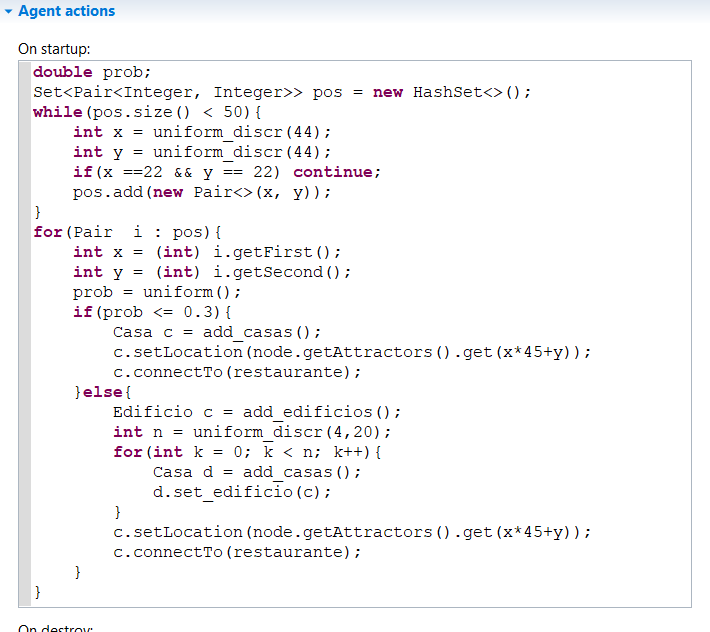 Agent actions
On startup:
double prob;
Set<Pair<Integer, Integer>> pos = new HashSet<>();
while(pos.size() < 50){
    int x = uniform_discr(44);
    int y = uniform_discr(44);
    if(x ==22 && y == 22) continue;
    pos.add(new Pair<>(x, y));
}
for(Pair  i : pos){
    int x = (int) i.getFirst();
    int y = (int) i.getSecond();
    prob = uniform();
    if(prob <= 0.3){
        Casa c = add_casas();
        c.setLocation(node.getAttractors().get(x*45+y));
        c.connectTo(restaurante);
    }else{
        Edificio c = add_edificios();
        int n = uniform_discr(4,20);
        for(int k = 0; k < n; k++){
            Casa d = add_casas();
            d.set_edificio(c);
        }
        c.setLocation(node.getAttractors().get(x*45+y));
        c.connectTo(restaurante);
    }
}
On destroy: